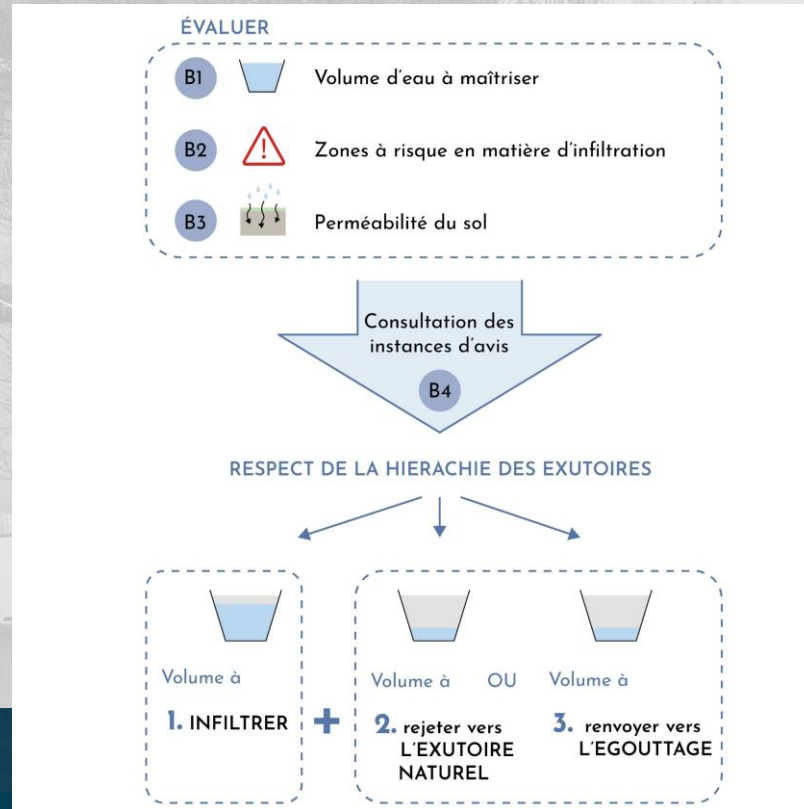 ÉVALUER
B1 Volume d'eau à maîtriser
B2 Zones à risque en matière d'infiltration
B3 Perméabilité du sol
Consultation des
instances d'avis
B4
RESPECT DE LA HIERACHIE DES EXUTOIRES
Volume à
1. INFILTRER
+
Volume à OU Volume à
2. rejeter vers
L'EXUTOIRE
NATUREL
3. renvoyer vers
L'EGOUTTAGE